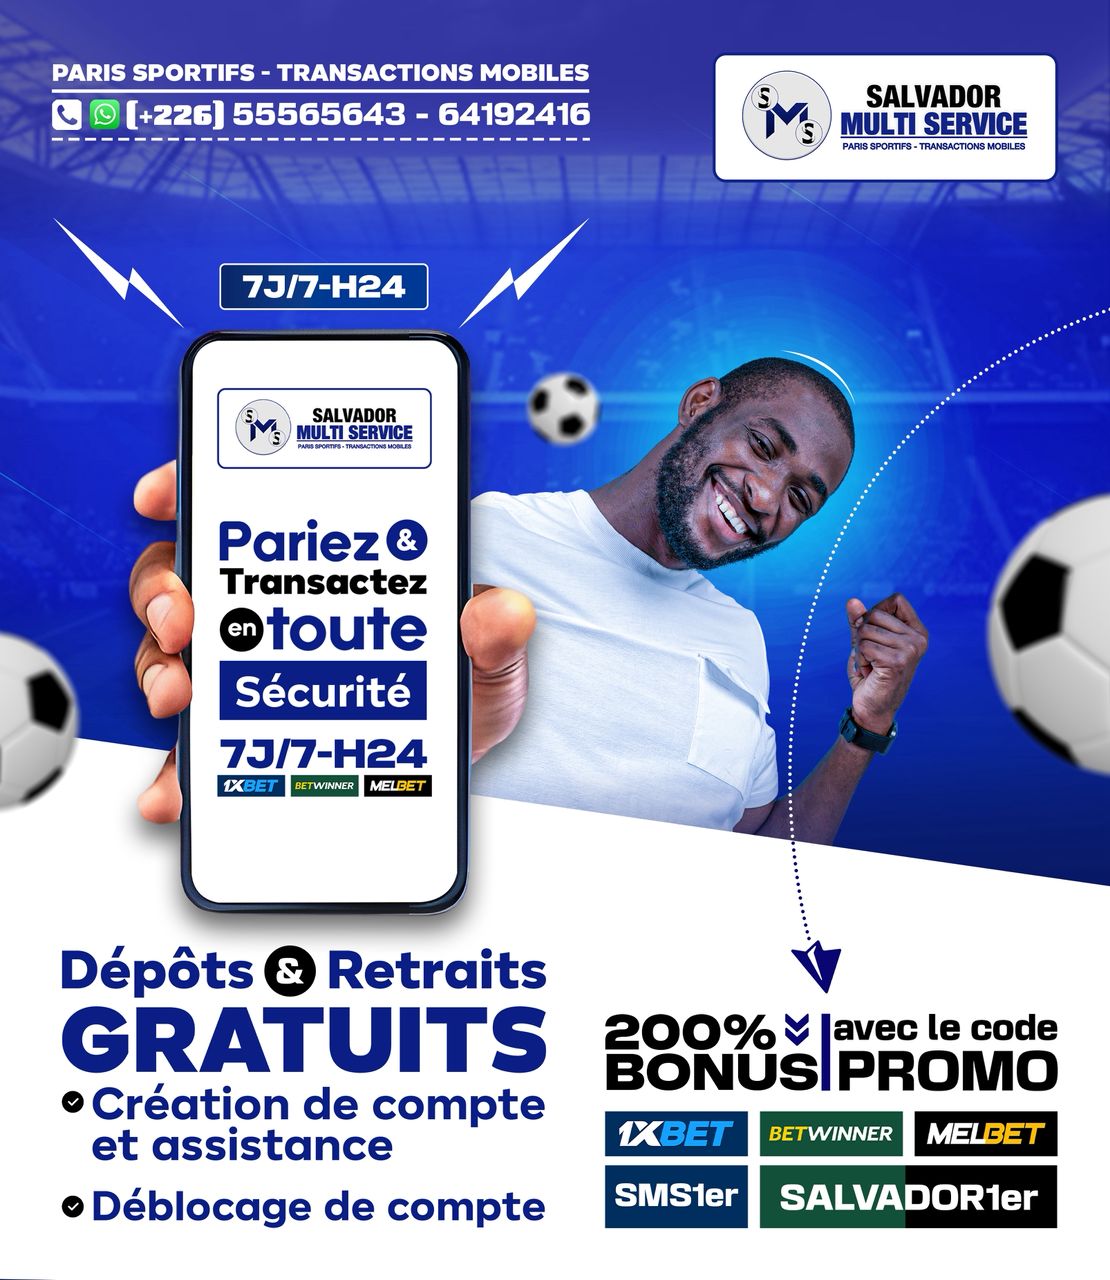 PARIS SPORTIFS - TRANSACTIONS MOBILES
(+226) 55565643 - 64192416
SMS
SALVADOR
MULTI SERVICE
PARIS SPORTIFS - TRANSACTIONS MOBILES
7J/7-H24
SMS
SALVADOR
MULTI SERVICE
PARIS SPORTIFS - TRANSACTIONS MOBILES
Pariez &
Transactez
en toute
Sécurité
7J/7-H24
1XBET BETWINNER MELBET
Dépôts & Retraits
GRATUITS
Création de compte
et assistance
Déblocage de compte
200% avec le code
BONUS PROMO
1XBET BETWINNER MELBET
SMS1er SALVADOR1er